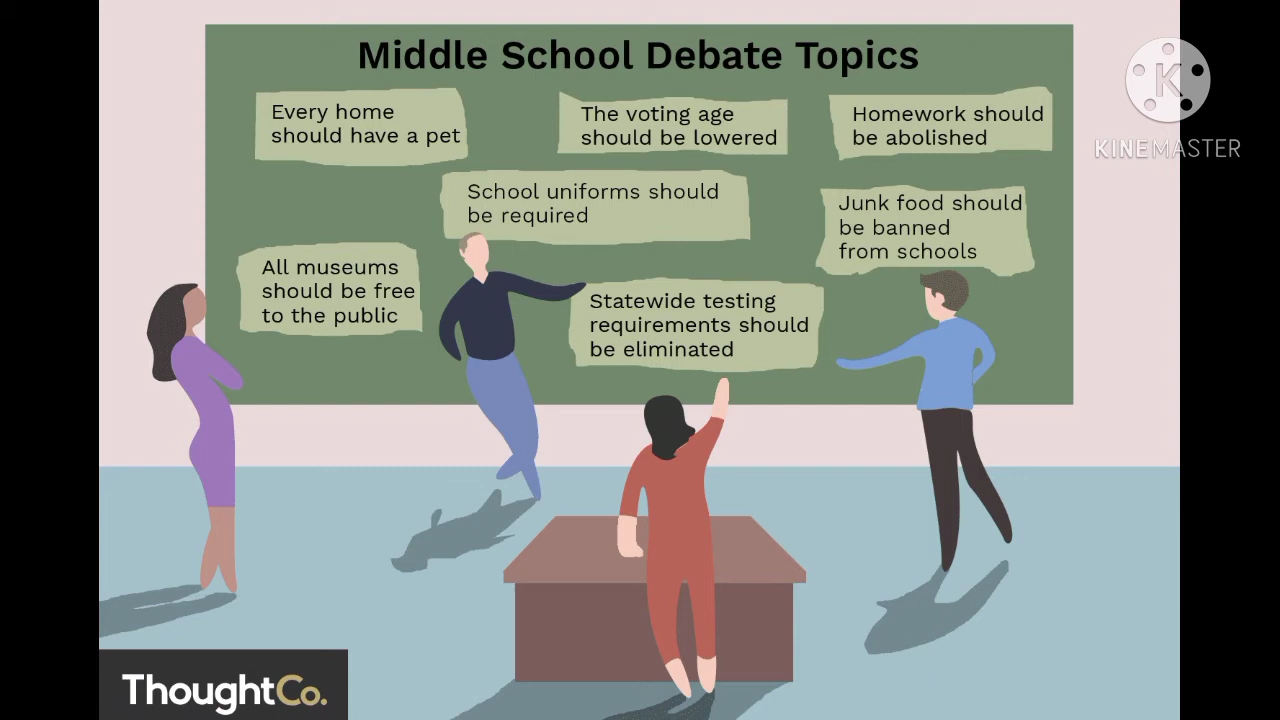 Middle School Debate Topics
Every home
should have a pet
The voting age
should be lowered
Homework should
be abolished
School uniforms should
be required
Junk food should
be banned
from schools
All museums
should be free
to the public
Statewide testing
requirements should
be eliminated
K
KINEMASTER
ThoughtCo.